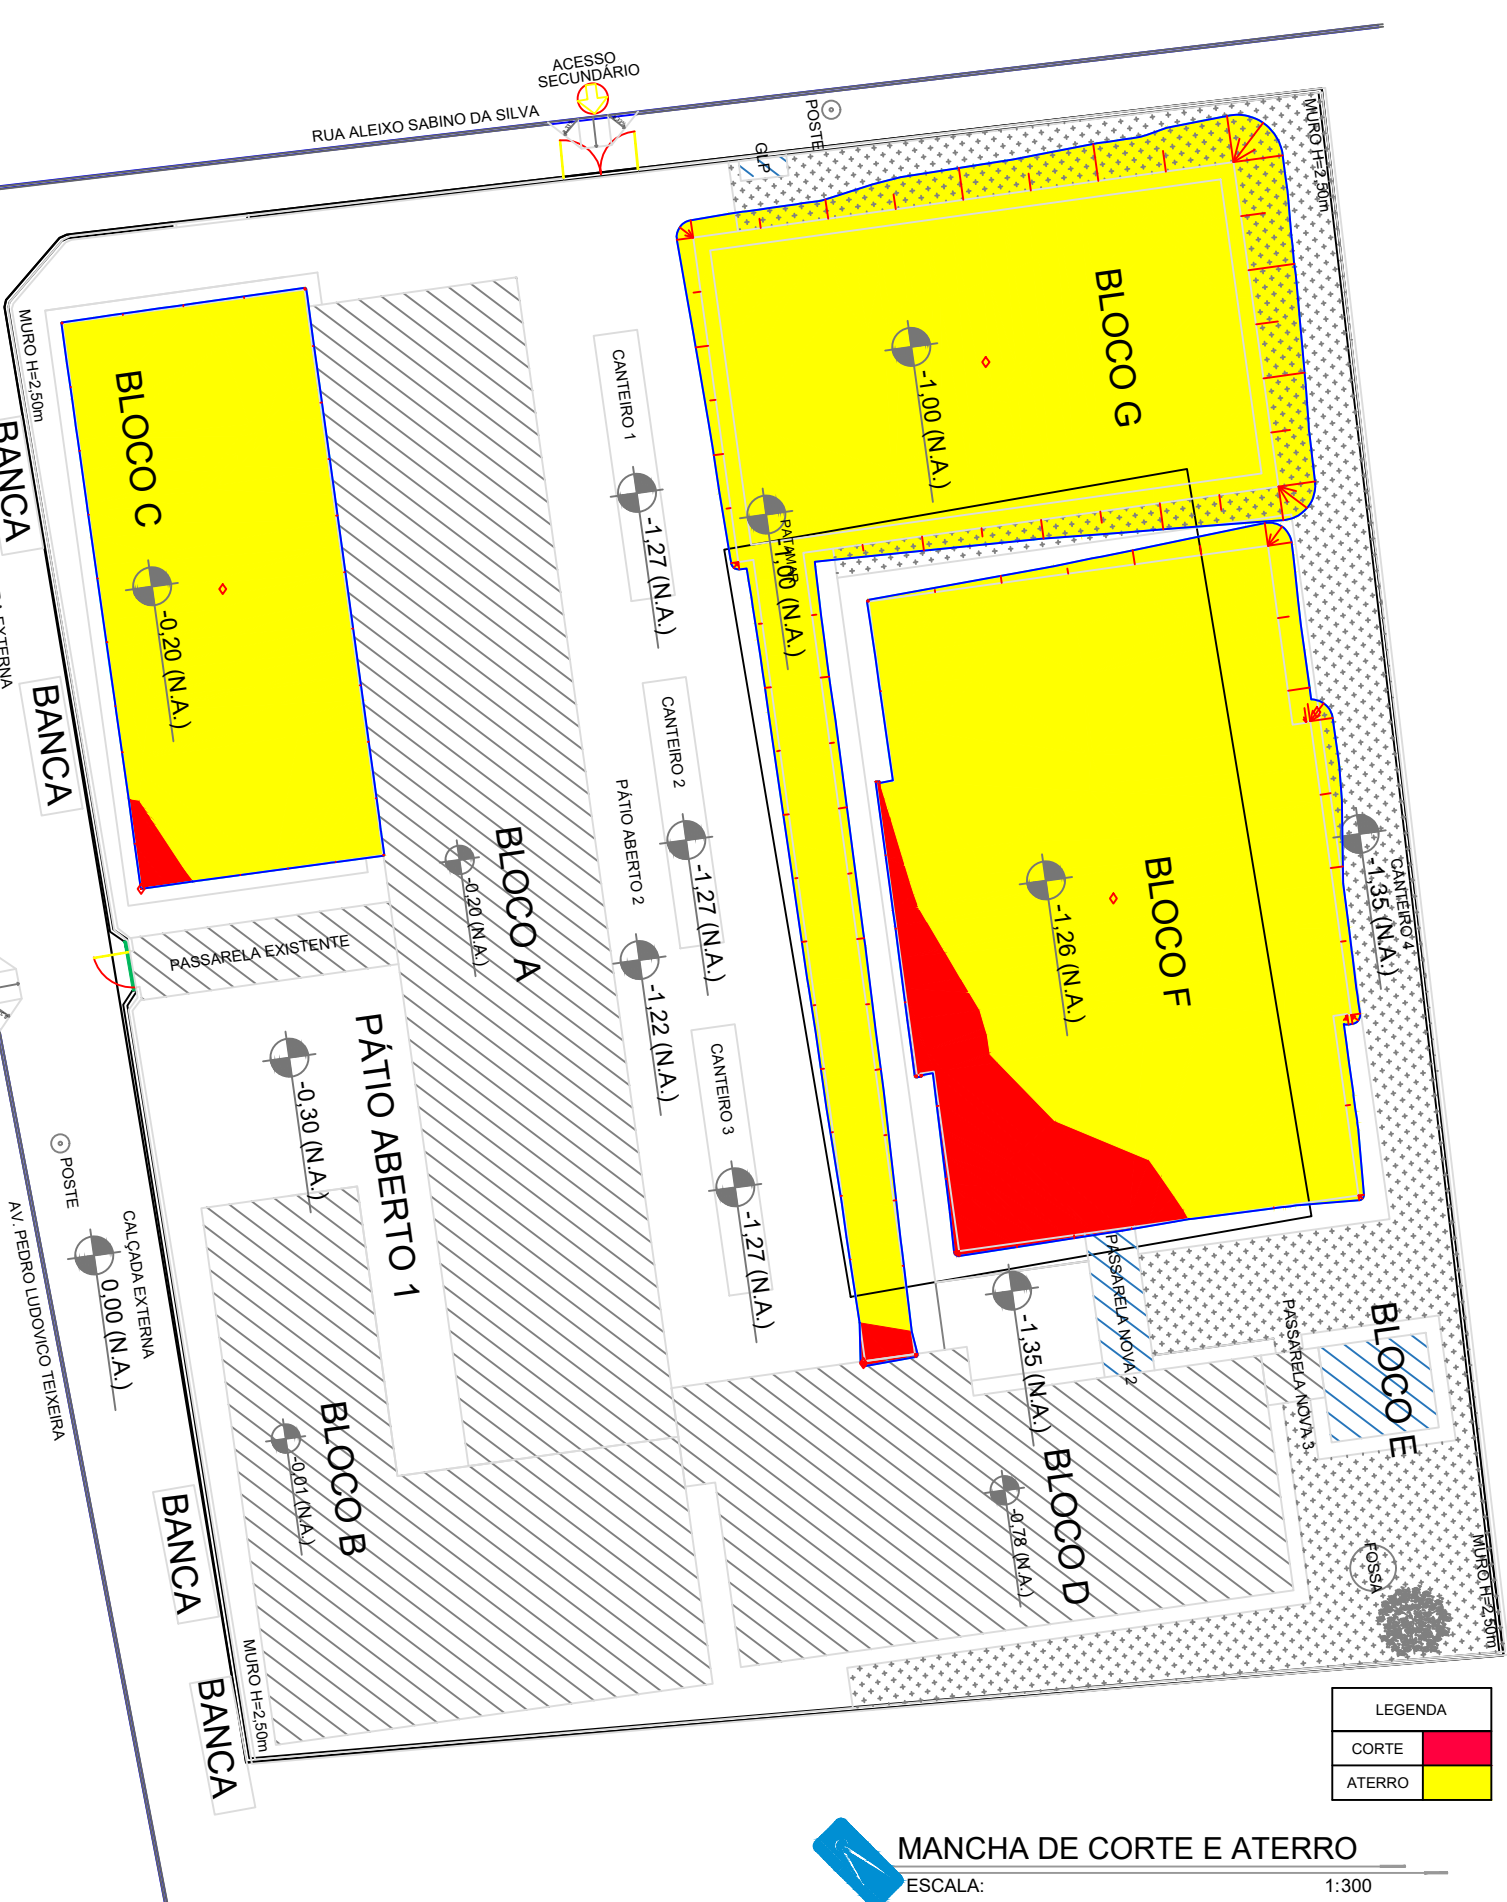 ACESSO
SECUNDÁRIO
RUA ALEIXO SABINO DA SILVA
POSTE
GLP
MURO H=2,50m
MURO H=2,50m
BLOCO G
-1,00 (N.A.)
BLOCO C
-0,20 (N.A.)
CANTEIRO 1
-1,27 (N.A.)
PATAMAR
-1,00 (N.A.)
BANCA
BANCA
CANTEIRO 2
-1,27 (N.A.)
PÁTIO ABERTO 2
-1,22 (N.A.)
BLOCO A
-0,20 (N.A.)
BLOCO F
-1,26 (N.A.)
CANTEIRO 4
-1,35 (N.A.)
PASSARELA EXISTENTE
PÁTIO ABERTO 1
-0,30 (N.A.)
CANTEIRO 3
-1,27 (N.A.)
POSTE
CALÇADA EXTERNA
0,00 (N.A.)
AV. PEDRO LUDOVICO TEIXEIRA
PASSARELA NOVA 2
-1,35 (N.A.)
PASSARELA NOVA 3
BLOCO E
BLOCO B
-0,01 (N.A.)
BLOCO D
-0,78 (N.A.)
FOSSA
MURO H=2,50m
BANCA
BANCA
MURO H=2,50m
LEGENDA
CORTE
ATERRO
MANCHA DE CORTE E ATERRO
ESCALA:
1:300